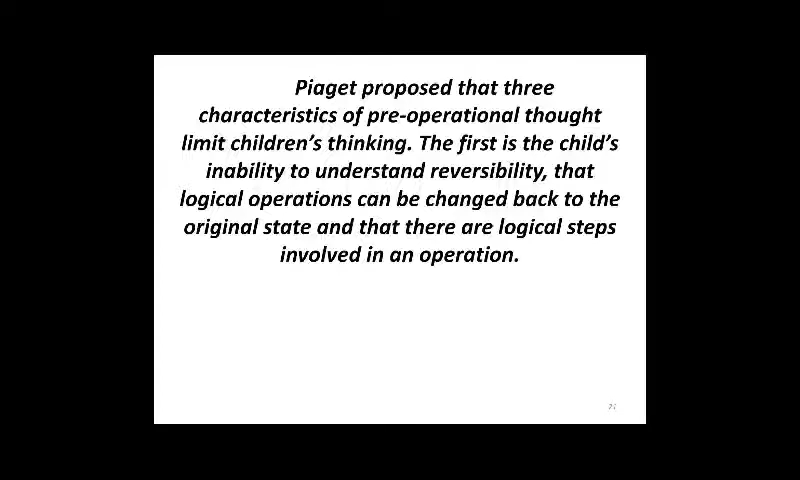 Piaget proposed that three
characteristics of pre-operational thought
limit children's thinking. The first is the child's
inability to understand reversibility, that
logical operations can be changed back to the
original state and that there are logical steps
involved in an operation.